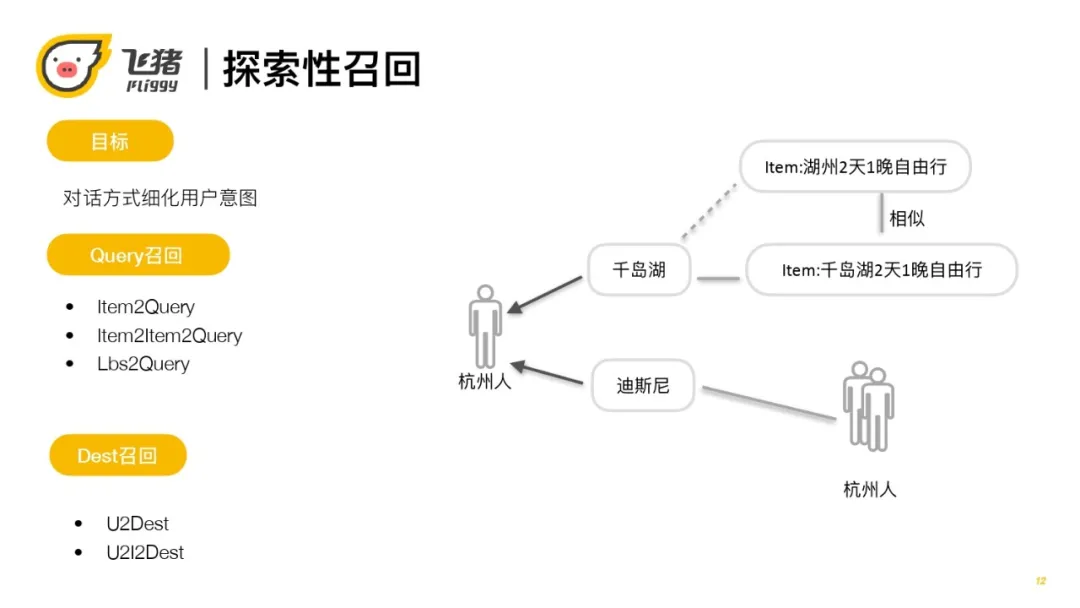 飞猪
Fliggy
探索性召回
目标
对话方式细化用户意图
Query召回
• Item2Query
• Item2Item2Query
• Lbs2Query
Dest召回
• U2Dest
• U2I2Dest
Item:湖州2天1晚自由行
相似
千岛湖
Item:千岛湖2天1晚自由行
杭州人
迪斯尼
杭州人
12